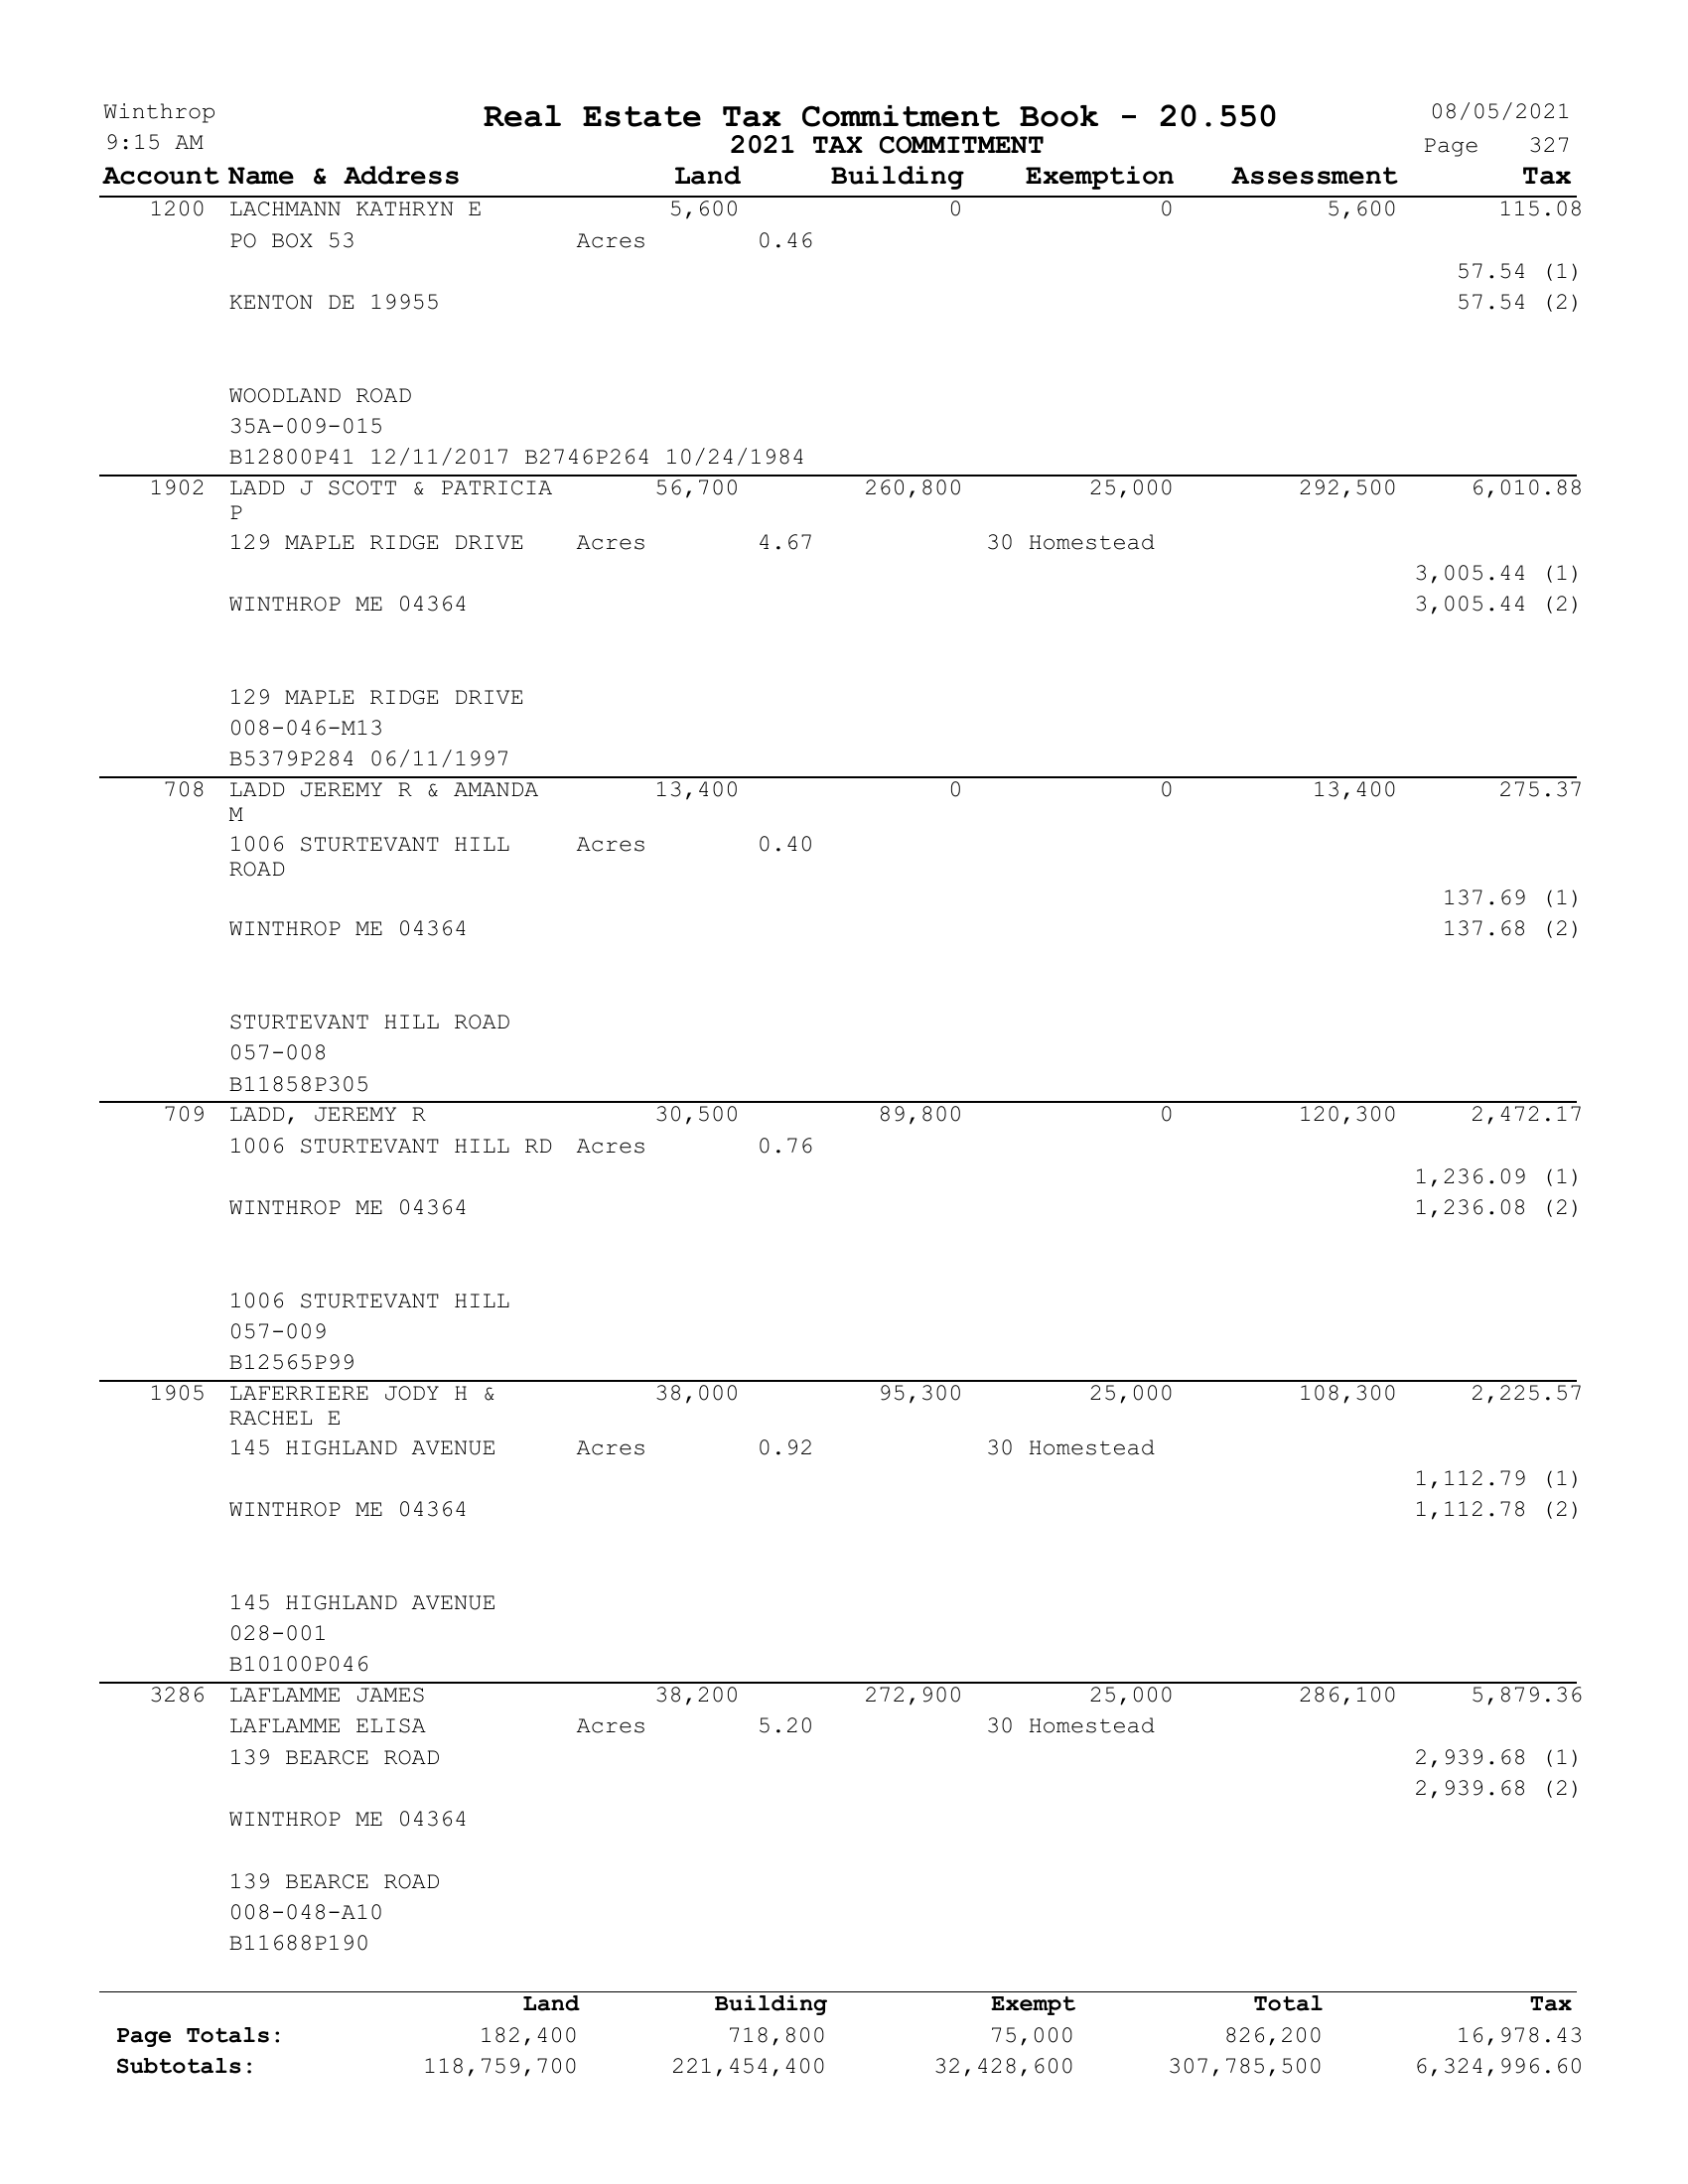 Winthrop Real Estate Tax Commitment Book - 20.550 08/05/2021
9:15 AM 2021 TAX COMMITMENT Page 327
Account Name & Address Land Building Exemption Assessment Tax
1200 LACHMANN KATHRYN E 5,600 0 0 5,600 115.08
PO BOX 53 Acres 0.46
57.54 (1)
KENTON DE 19955 57.54 (2)
WOODLAND ROAD
35A-009-015
B12800P41 12/11/2017 B2746P264 10/24/1984
1902 LADD J SCOTT & PATRICIA 56,700 260,800 25,000 292,500 6,010.88
P
129 MAPLE RIDGE DRIVE Acres 4.67 30 Homestead
3,005.44 (1)
WINTHROP ME 04364 3,005.44 (2)
129 MAPLE RIDGE DRIVE
008-046-M13
B5379P284 06/11/1997
708 LADD JEREMY R & AMANDA 13,400 0 0 13,400 275.37
M
1006 STURTEVANT HILL Acres 0.40
ROAD
137.69 (1)
WINTHROP ME 04364 137.68 (2)
STURTEVANT HILL ROAD
057-008
B11858P305
709 LADD, JEREMY R 30,500 89,800 0 120,300 2,472.17
1006 STURTEVANT HILL RD Acres 0.76
1,236.09 (1)
WINTHROP ME 04364 1,236.08 (2)
1006 STURTEVANT HILL
057-009
B12565P99
1905 LAFERRIERE JODY H & 38,000 95,300 25,000 108,300 2,225.57
RACHEL E
145 HIGHLAND AVENUE Acres 0.92 30 Homestead
1,112.79 (1)
WINTHROP ME 04364 1,112.78 (2)
145 HIGHLAND AVENUE
028-001
B10100P046
3286 LAFLAMME JAMES 38,200 272,900 25,000 286,100 5,879.36
LAFLAMME ELISA Acres 5.20 30 Homestead
139 BEARCE ROAD 2,939.68 (1)
2,939.68 (2)
WINTHROP ME 04364
139 BEARCE ROAD
008-048-A10
B11688P190
Land Building Exempt Total Tax
Page Totals: 182,400 718,800 75,000 826,200 16,978.43
Subtotals: 118,759,700 221,454,400 32,428,600 307,785,500 6,324,996.60